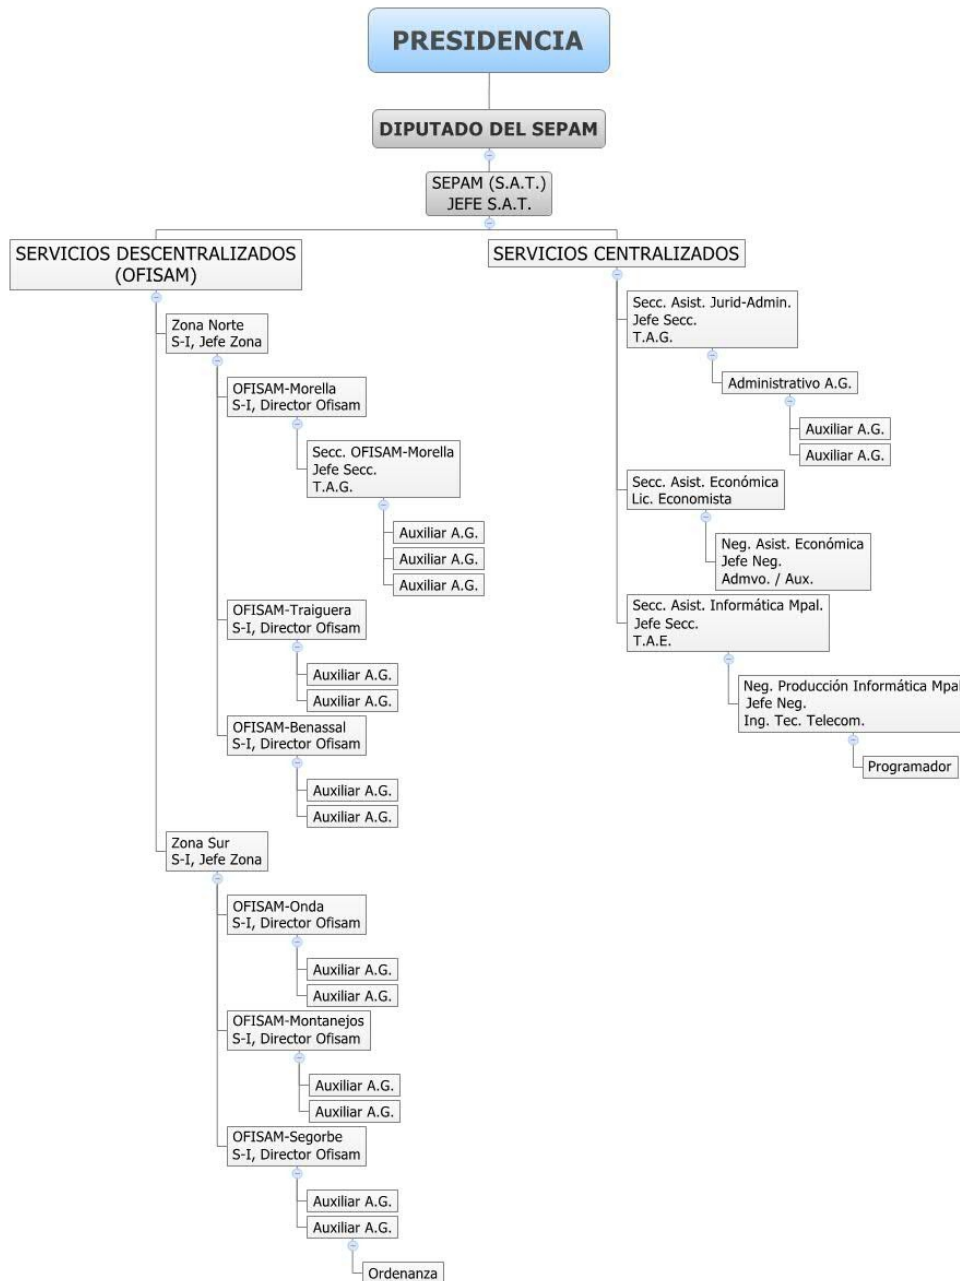 PRESIDENCIA
DIPUTADO DEL SEPAM
SEPAM (S.A.T.)
JEFE S.A.T.
SERVICIOS DESCENTRALIZADOS
(OFISAM)
Zona Norte
S-I, Jefe Zona
OFISAM-Morella
S-I, Director Ofisam
Secc. OFISAM-Morella
Jefe Secc.
T.A.G.
Auxiliar A.G.
Auxiliar A.G.
Auxiliar A.G.
OFISAM-Traiguera
S-I, Director Ofisam
Auxiliar A.G.
Auxiliar A.G.
OFISAM-Benassal
S-I, Director Ofisam
Auxiliar A.G.
Auxiliar A.G.
Zona Sur
S-I, Jefe Zona
OFISAM-Onda
S-I, Director Ofisam
Auxiliar A.G.
Auxiliar A.G.
OFISAM-Montanejos
S-I, Director Ofisam
Auxiliar A.G.
Auxiliar A.G.
OFISAM-Segorbe
S-I, Director Ofisam
Auxiliar A.G.
Auxiliar A.G.
Ordenanza
SERVICIOS CENTRALIZADOS
Secc. Asist. Jurid-Admin.
Jefe Secc.
T.A.G.
Administrativo A.G.
Auxiliar A.G.
Auxiliar A.G.
Secc. Asist. Económica
Lic. Economista
Neg. Asist. Económica
Jefe Neg.
Admvo. / Aux.
Secc. Asist. Informática Mpal.
Jefe Secc.
T.A.E.
Neg. Producción Informática Mpal
Jefe Neg.
Ing. Tec. Telecom.
Programador